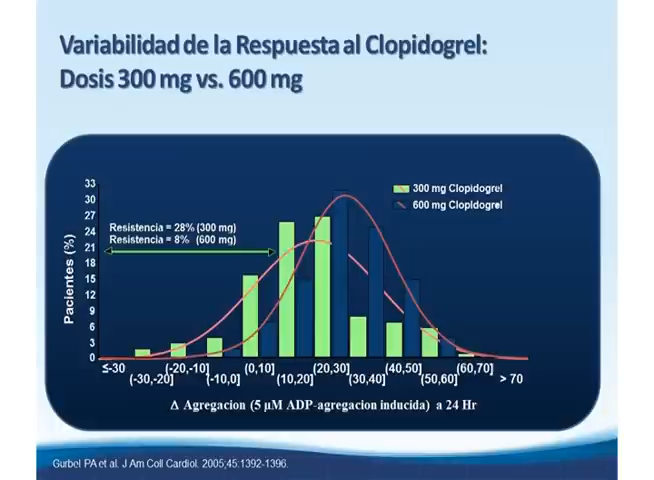 Variabilidad de la Respuesta al Clopidogrel:
Dosis 300 mg vs. 600 mg
33
30
27
24
21
18
15
12
9
6
3
0
Pacientes (%)
Resistencia = 28% (300 mg)
Resistencia = 8% (600 mg)
300 mg Clopidogrel
600 mg Clopldogrel
≤-30
(-30,-20]
(-20,-10]
(-10,0]
(0,10]
(10,20]
(20,30]
(30,40]
(40,50]
(50,60]
(60,70]
> 70
Δ Agregacion (5 µM ADP-agregacion inducida) a 24 Hr
Gurbel PA et al. J Am Coll Cardiol. 2005;45:1392-1396.